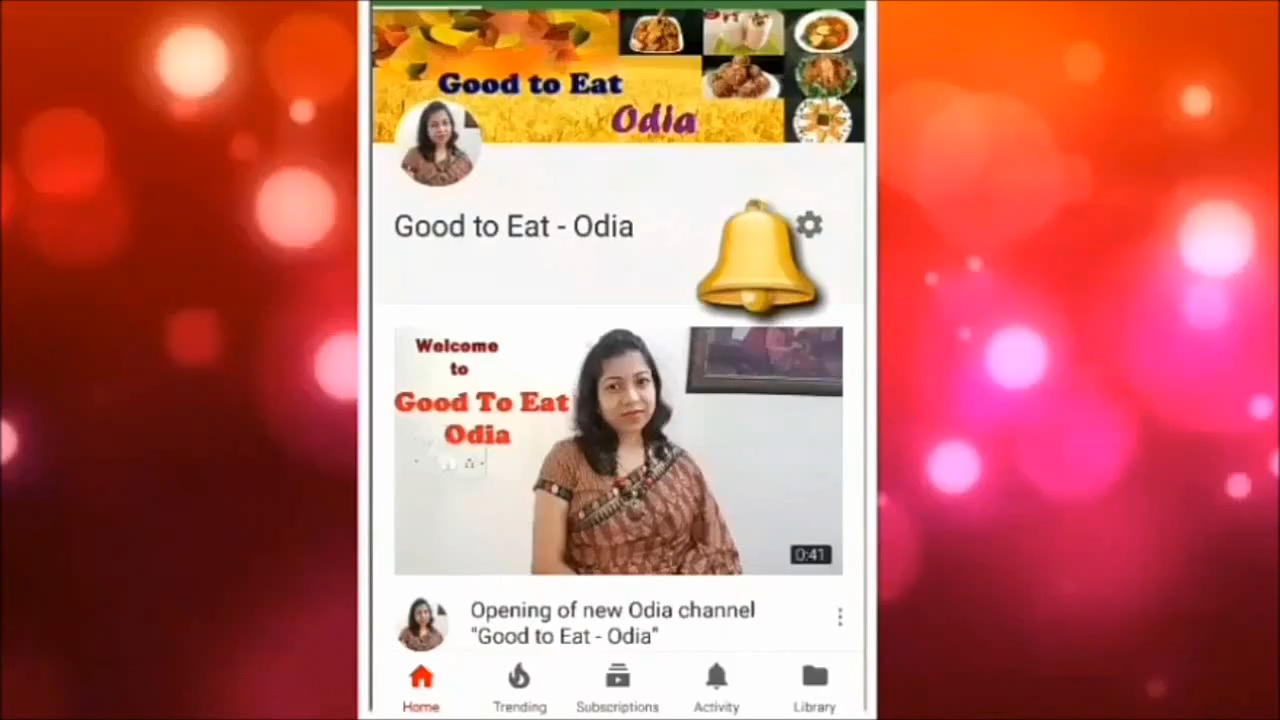 Good to Eat
Odia
Good to Eat - Odia
Welcome
to
Good To Eat
Odia
0:41
Opening of new Odia channel
"Good to Eat - Odia"
Home
Trending
Subscriptions
Activity
Library